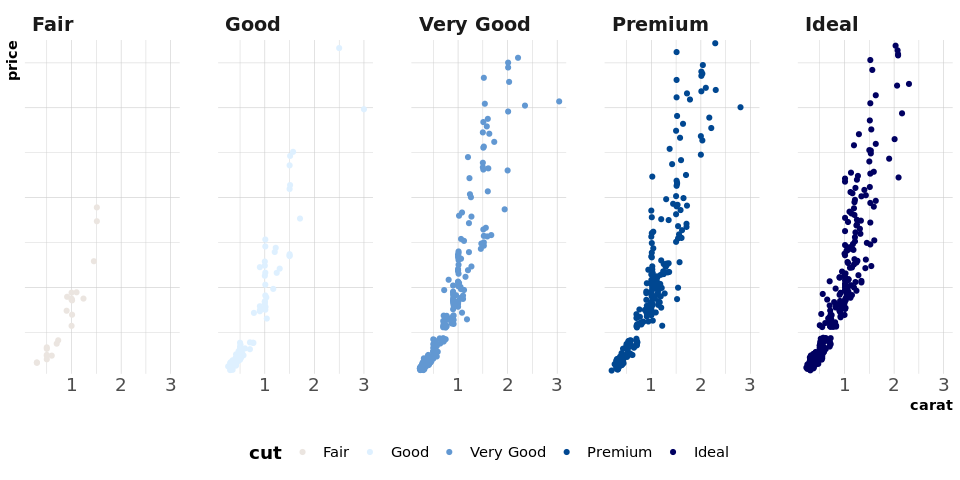 Fair Good Very Good Premium Ideal
price
1 2 3 1 2 3 1 2 3 1 2 3 1 2 3
carat
cut Fair Good Very Good Premium Ideal